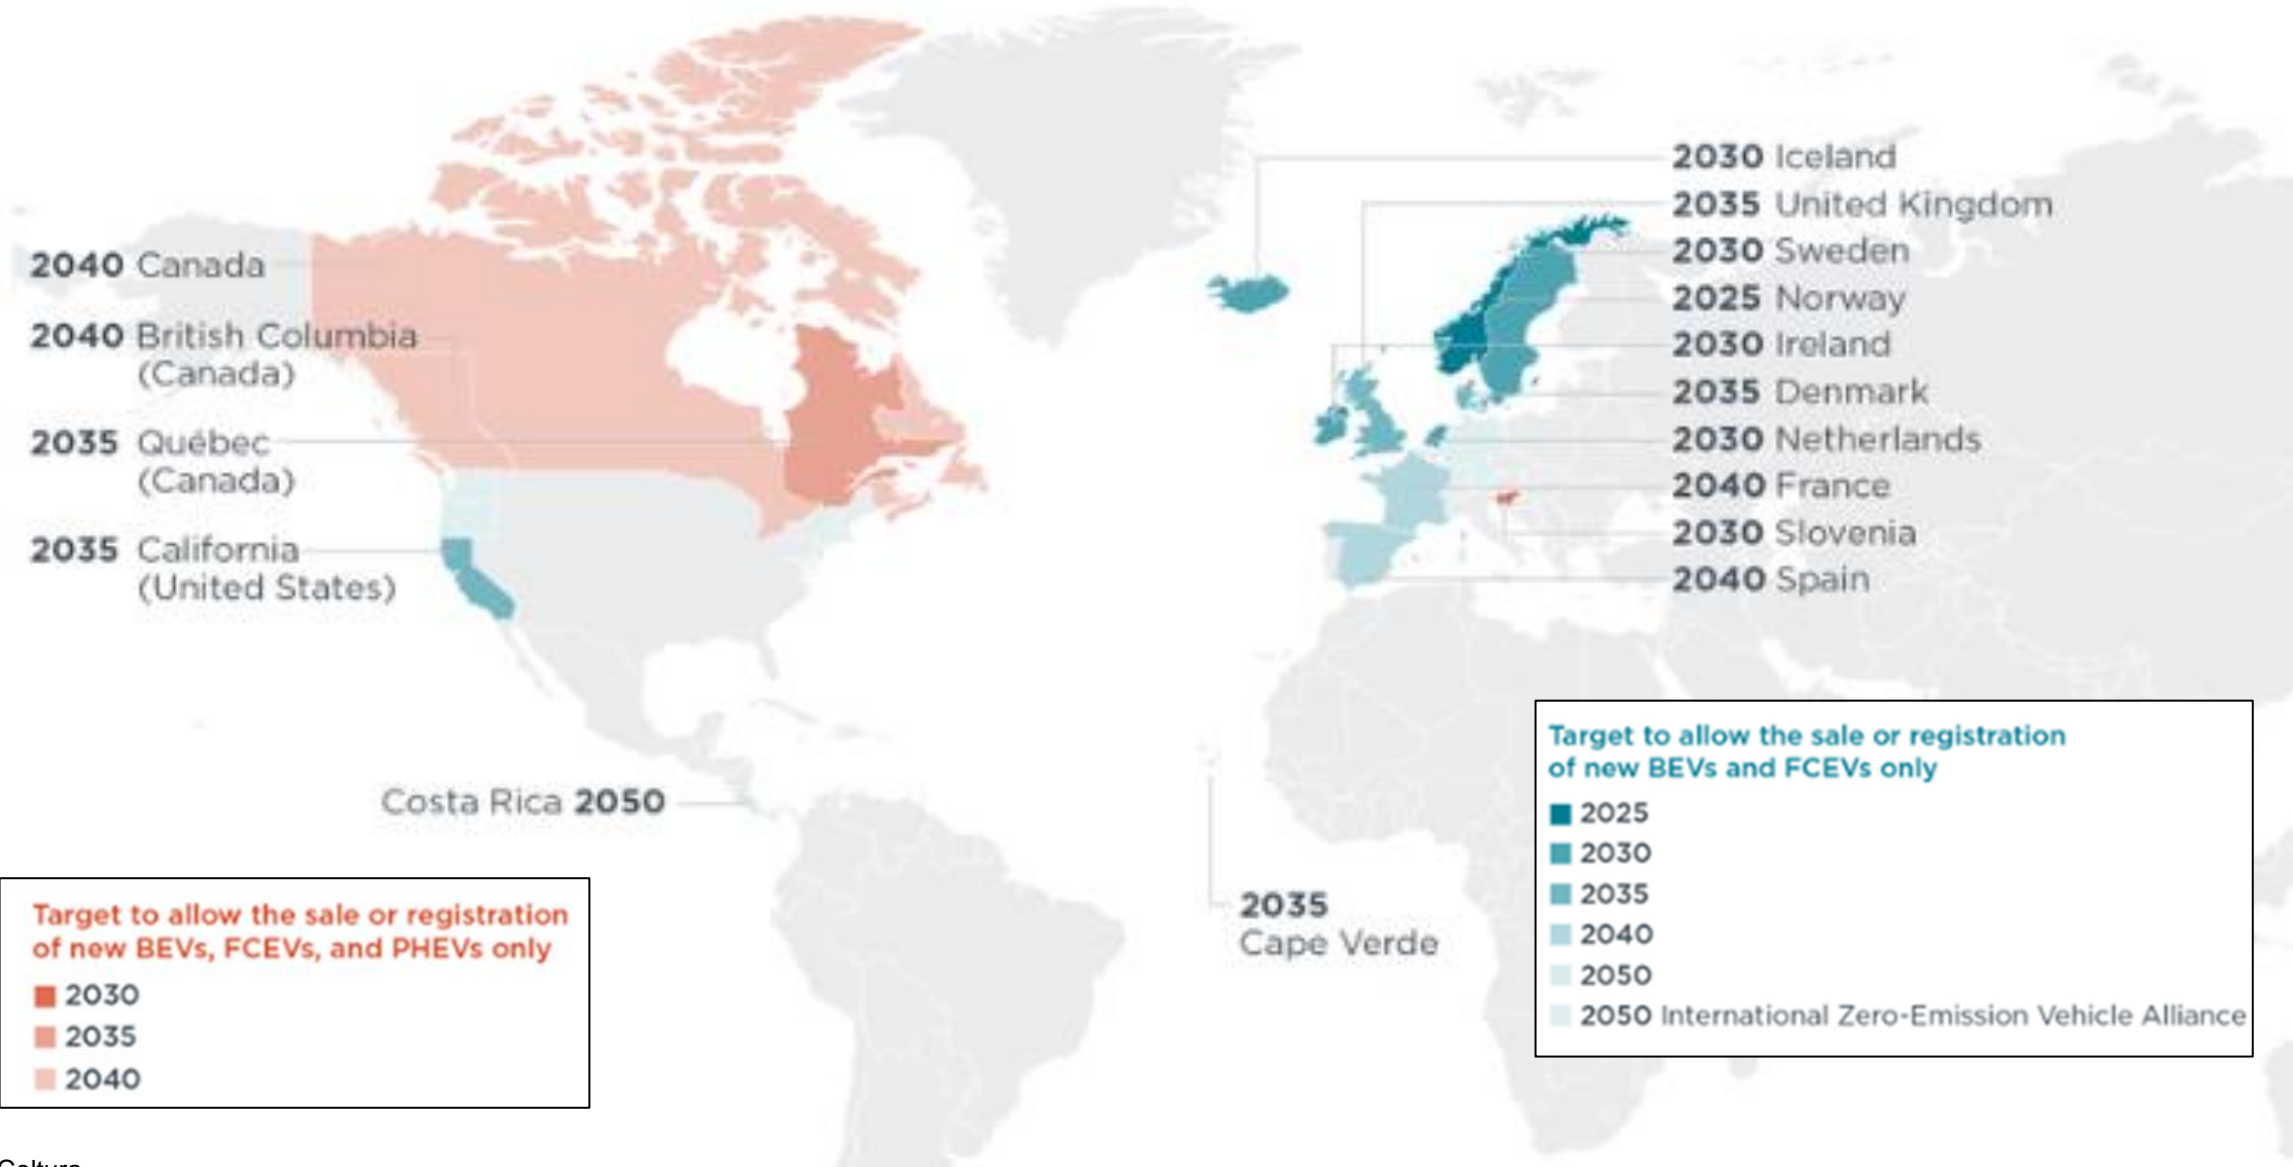 2040 Canada
2040 British Columbia
(Canada)
2035 Québec
(Canada)
2035 California
(United States)
Costa Rica 2050
2030 Iceland
2035 United Kingdom
2030 Sweden
2025 Norway
2030 Ireland
2035 Denmark
2030 Netherlands
2040 France
2030 Slovenia
2040 Spain
2035
Cape Verde
Target to allow the sale or registration
of new BEVs, FCEVs, and PHEVs only
2030
2035
2040
Target to allow the sale or registration
of new BEVs and FCEVs only
2025
2030
2035
2040
2050
2050 International Zero-Emission Vehicle Alliance